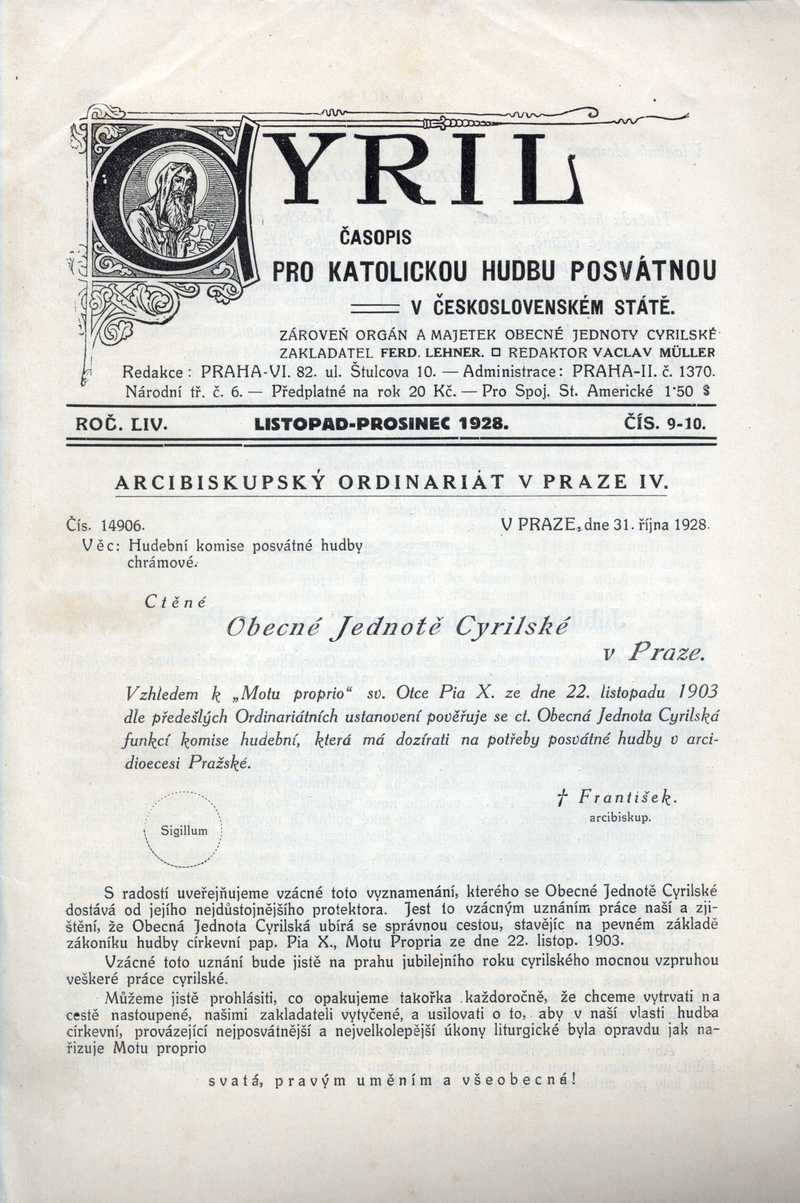 CYRIL
ČASOPIS
PRO KATOLICKOU HUDBU POSVÁTNOU
V ČESKOSLOVENSKÉM STÁTĚ.
ZÁROVEŇ ORGÁN A MAJETEK OBECNÉ JEDNOTY CYRILSKÉ
ZAKLADATEL FERD. LEHNER. □ REDAKTOR VACLAV MÜLLER
Redakce: PRAHA-VI. 82. ul. Štulcova 10. — Administrace: PRAHA-II. č. 1370.
Národní tř. č. 6. — Předplatné na rok 20 Kč. — Pro Spoj. St. Americké 1·50 $
ROČ. LIV. LISTOPAD-PROSINEC 1928. ČÍS. 9-10.
ARCIBISKUPSKÝ ORDINARIÁT V PRAZE IV.
Čís. 14906. V PRAZE, dne 31. října 1928.
Věc: Hudební komise posvátné hudby
chrámové.
Ctěné
Obecné Jednotě Cyrilské
v Praze.
Vzhledem k „Motu proprio“ sv. Otce Pia X. ze dne 22. listopadu 1903
dle předešlých Ordinariátních ustanovení pověřuje se ct. Obecná Jednota Cyrilská
funkcí komise hudební, která má dozírati na potřeby posvátné hudby v arci-
dioecesi Pražské.
† František.
arcibiskup.
Sigillum
S radostí uveřejňujeme vzácné toto vyznamenání, kterého se Obecné Jednotě Cyrilské
dostává od jejího nejdůstojnějšího protektora. Jest to vzácným uznáním práce naší a zji-
štění, že Obecná Jednota Cyrilská ubírá se správnou cestou, stavějíc na pevném základě
zákoníku hudby církevní pap. Pia X., Motu Propria ze dne 22. listop. 1903.
Vzácné toto uznání bude jistě na prahu jubilejního roku cyrilského mocnou vzpruhou
veškeré práce cyrilské.
Můžeme jistě prohlásiti, co opakujeme takořka každoročně, že chceme vytrvati na
cestě nastoupené, našimi zakladateli vytyčené, a usilovati o to, aby v naší vlasti hudba
církevní, provázející nejposvátnější a nejvelkolepější úkony liturgické byla opravdu jak na-
řizuje Motu proprio
svatá, pravým uměním a všeobecná!